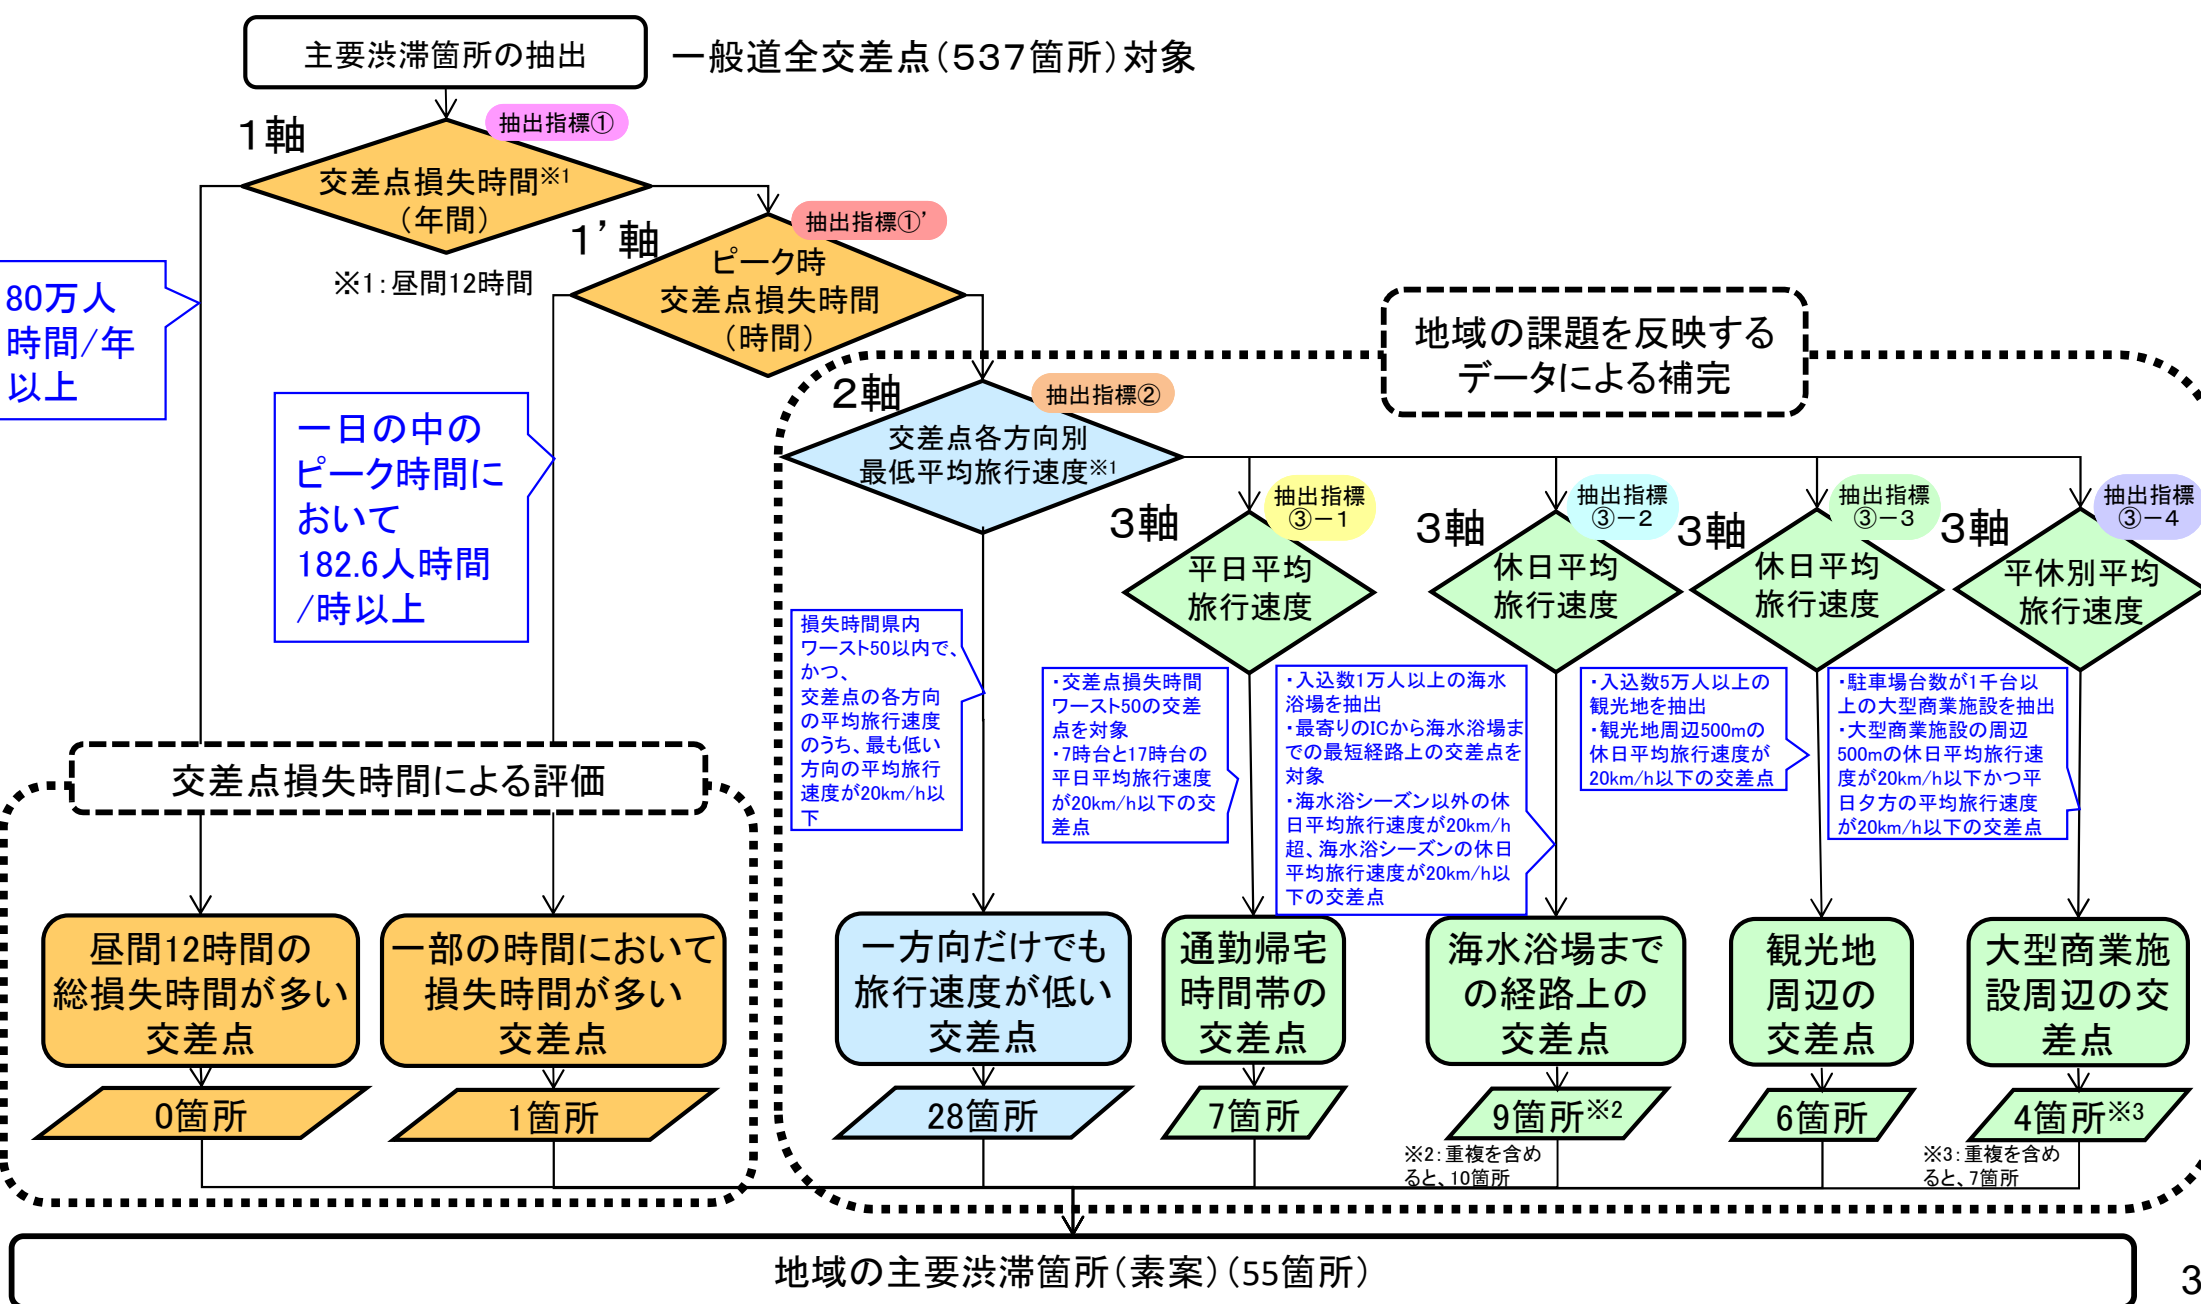 主要渋滞箇所の抽出
一般道全交差点（537箇所）対象
1軸
抽出指標①
交差点損失時間※1
（年間）
※1：昼間12時間
80万人
時間/年
以上
1’軸
抽出指標①’
ピーク時
交差点損失時間
（時間）
一日の中の
ピーク時間に
おいて
182.6人時間
/時以上
地域の課題を反映する
データによる補完
2軸
抽出指標②
交差点各方向別
最低平均旅行速度※1
損失時間県内
ワースト50以内で、
かつ、
交差点の各方向
の平均旅行速度
のうち、最も低い
方向の平均旅行
速度が20km/h以
下
3軸
抽出指標
③－1
平日平均
旅行速度
・交差点損失時間
ワースト50の交差
点を対象
・7時台と17時台の
平日平均旅行速度
が20km/h以下の交
差点
3軸
抽出指標
③－2
休日平均
旅行速度
・入込数1万人以上の海水
浴場を抽出
・最寄りのICから海水浴場ま
での最短経路上の交差点を
対象
・海水浴シーズン以外の休
日平均旅行速度が20km/h
超、海水浴シーズンの休日
平均旅行速度が20km/h以
下の交差点
3軸
抽出指標
③－3
休日平均
旅行速度
・入込数5万人以上の
観光地を抽出
・観光地周辺500mの
休日平均旅行速度が
20km/h以下の交差点
3軸
抽出指標
③－4
平休別平均
旅行速度
・駐車場台数が1千台以
上の大型商業施設を抽出
・大型商業施設の周辺
500mの休日平均旅行速
度が20km/h以下かつ平
日夕方の平均旅行速度
が20km/h以下の交差点
交差点損失時間による評価
昼間12時間の
総損失時間が多い
交差点
一部の時間において
損失時間が多い
交差点
一方向だけでも
旅行速度が低い
交差点
通勤帰宅
時間帯の
交差点
海水浴場まで
の経路上の
交差点
観光地
周辺の
交差点
大型商業施
設周辺の交
差点
0箇所
1箇所
28箇所
7箇所
9箇所※2
6箇所
4箇所※3
※2：重複を含め
ると、10箇所
※3：重複を含め
ると、7箇所
地域の主要渋滞箇所（素案）（55箇所）
3